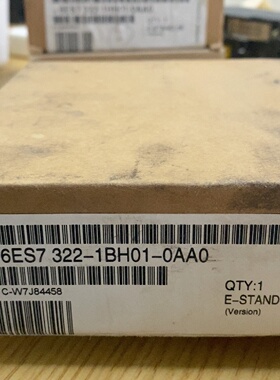 6ES7 322-1BH01-0AA0
C-W7J84458
QTY:1
E-STAND
(Version)